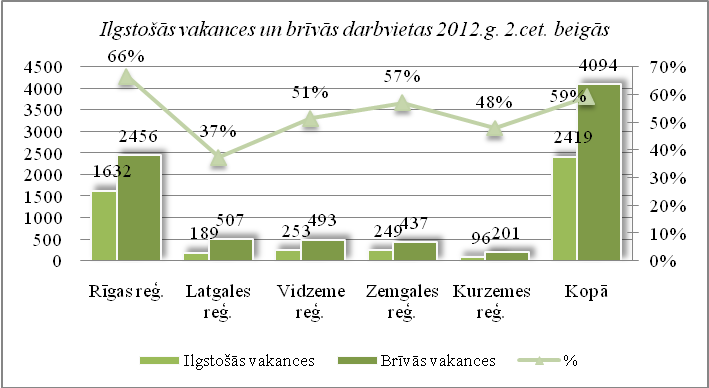 Ilgstošās vakances un brīvās darbvietas 2012.g. 2.cet. beigās
66% 37% 51% 57% 48% 59%
4500 4000 3500 3000 2500 2000 1500 1000 500 0
1632 2456 189 507 253 493 249 437 96 201 2419 4094
70% 60% 50% 40% 30% 20% 10% 0%
Rīgas reģ. Latgales Vidzeme Zemgales Kurzemes Kopā
reģ. reģ. reģ. reģ.
Ilgstošās vakances Brīvās vakances %